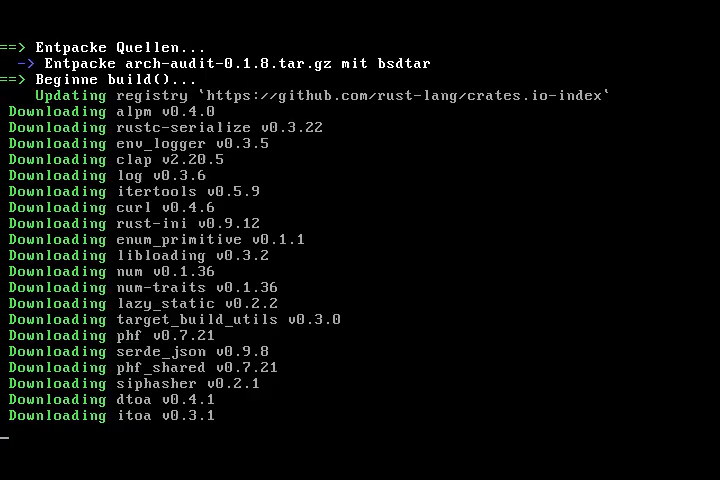 ==> Entpacke Quellen...
-> Entpacke arch-audit-0.1.8.tar.gz mit bsdtar
==> Beginne build()...
Updating registry `https://github.com/rust-lang/crates.io-index`
Downloading alpm v0.4.0
Downloading rustc-serialize v0.3.22
Downloading env_logger v0.3.5
Downloading clap v2.20.5
Downloading log v0.3.6
Downloading itertools v0.5.9
Downloading curl v0.4.6
Downloading rust-ini v0.9.12
Downloading enum_primitive v0.1.1
Downloading libloading v0.3.2
Downloading num v0.1.36
Downloading num-traits v0.1.36
Downloading lazy_static v0.2.2
Downloading target_build_utils v0.3.0
Downloading phf v0.7.21
Downloading serde_json v0.9.8
Downloading phf_shared v0.7.21
Downloading siphasher v0.2.1
Downloading dtoa v0.4.1
Downloading itoa v0.3.1